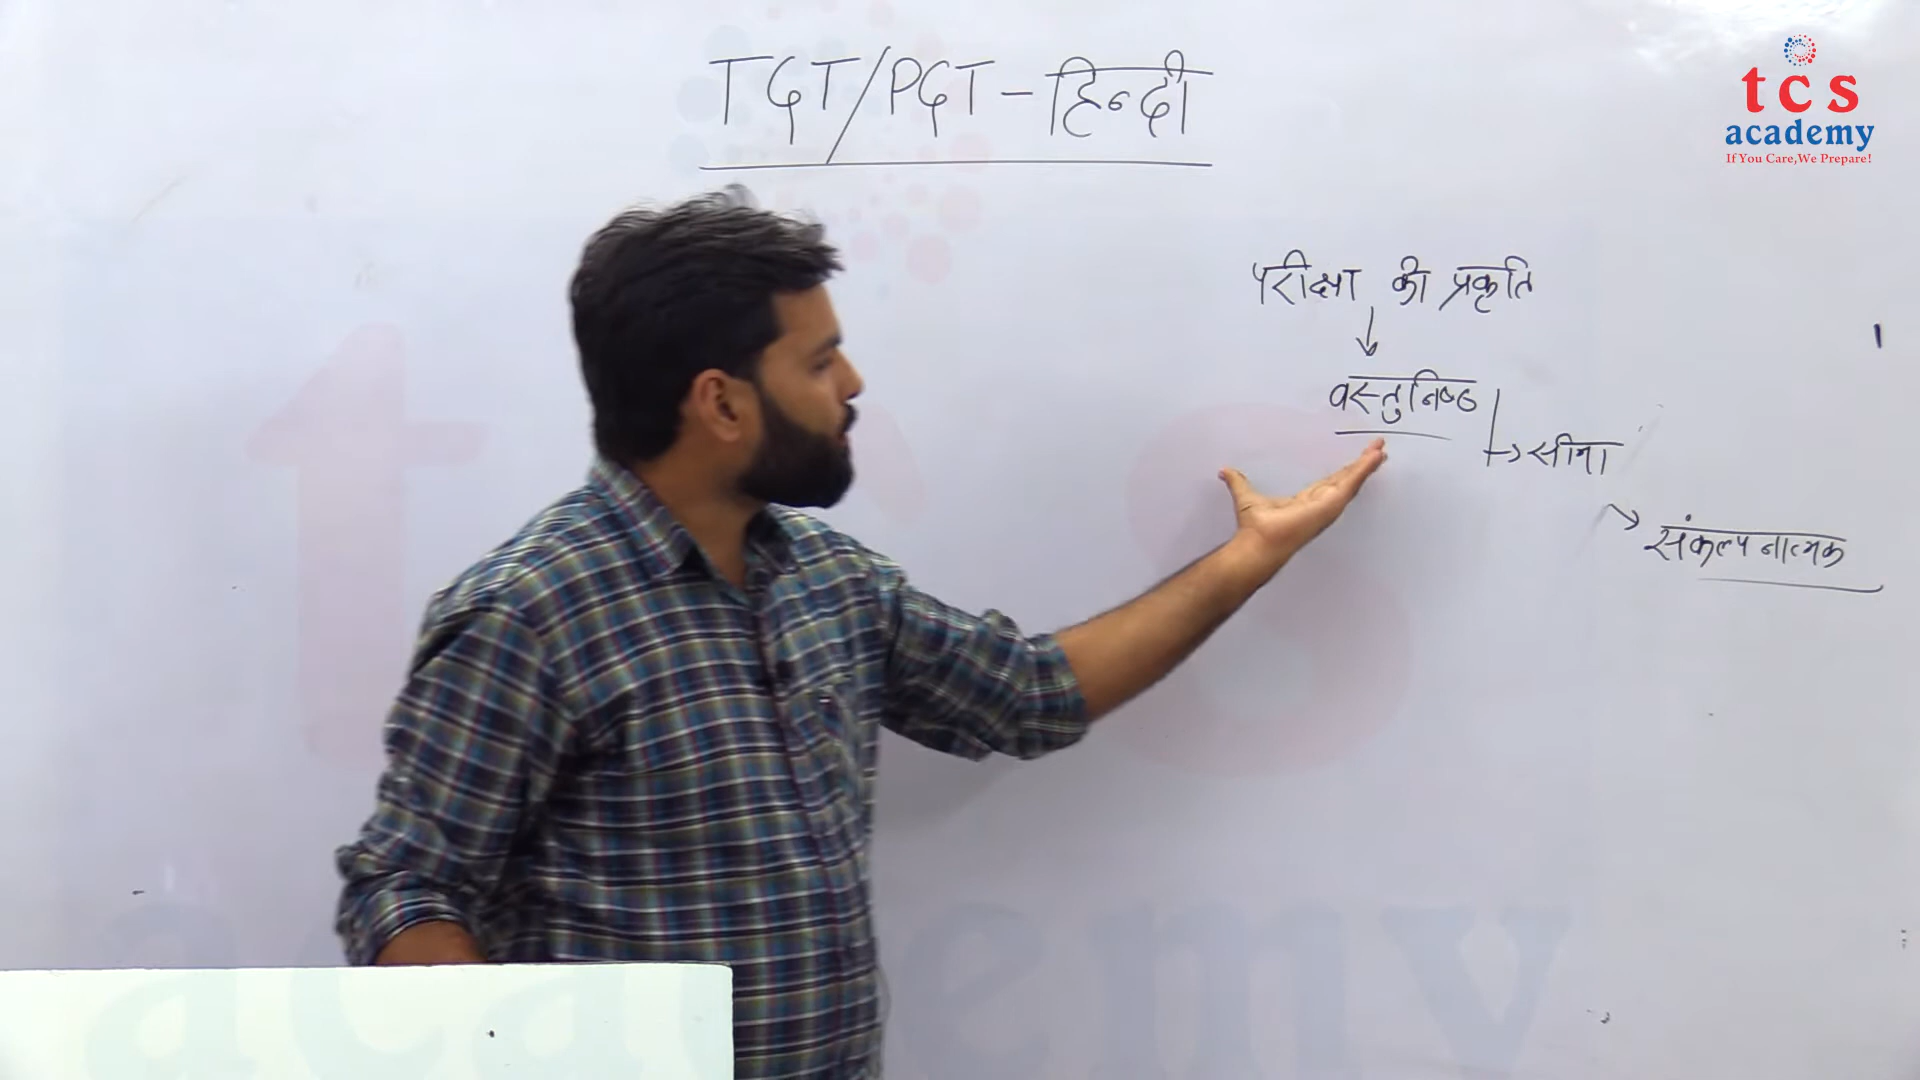 TGT/PGT-हिन्दी
tcs
academy
If You Care,We Prepare!
परीक्षा की प्रकृति
वस्तुनिष्ठ
सीमा
संकल्पनात्मक